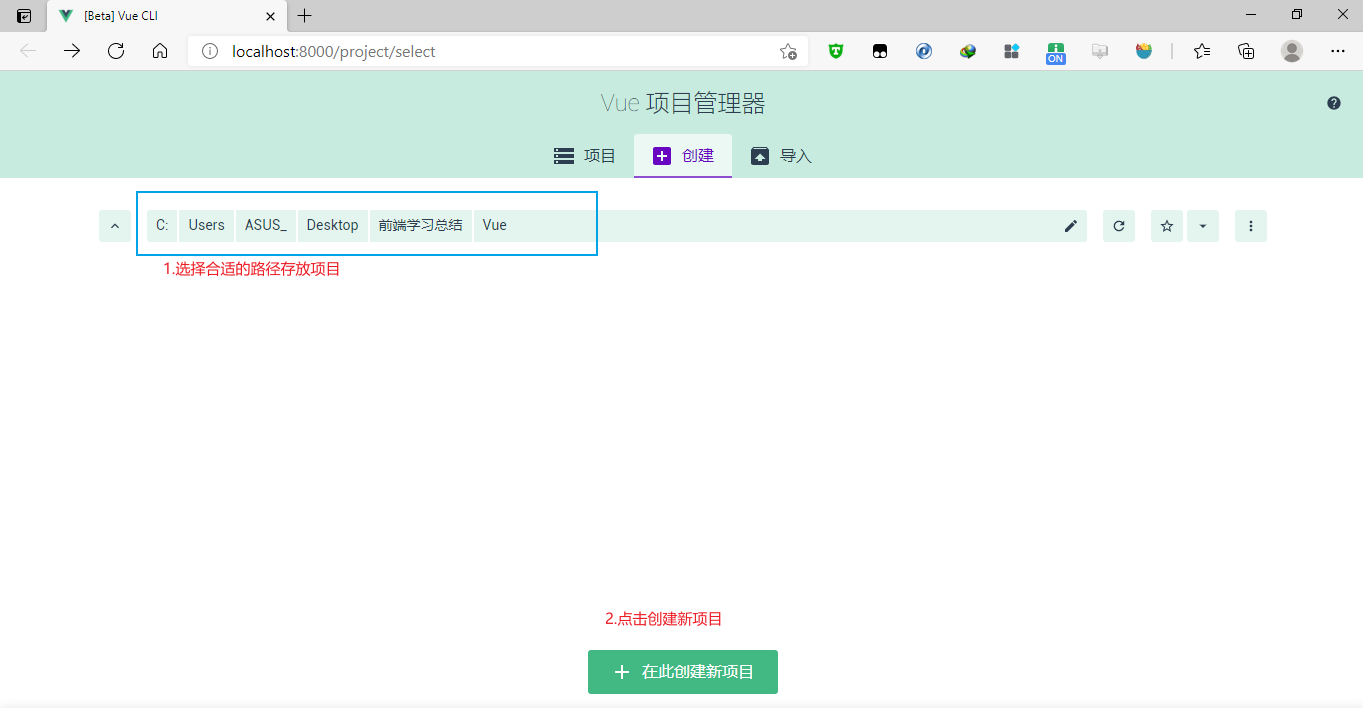 [Beta] Vue CLI
localhost:8000/project/select
ON
Vue 项目管理器
项目 创建 导入
C: Users ASUS_ Desktop 前端学习总结 Vue
1.选择合适的路径存放项目
2.点击创建新项目
在此创建新项目